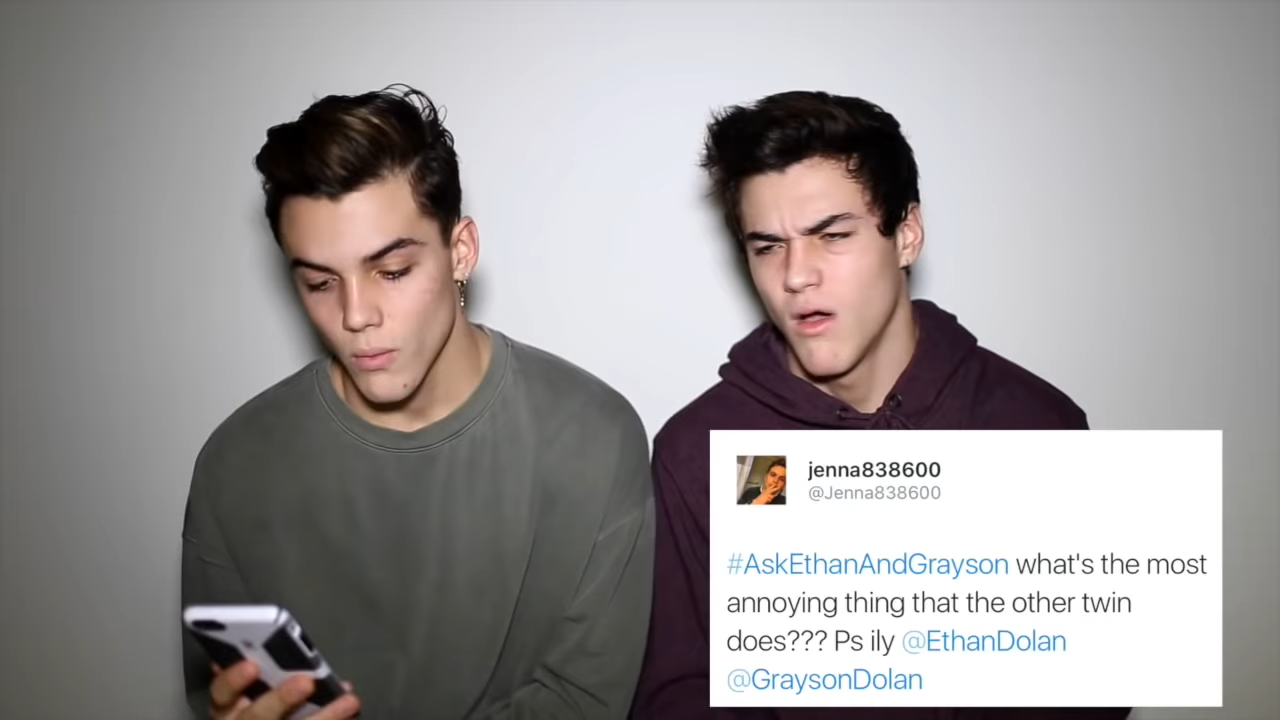 jenna838600
@Jenna838600
#AskEthanAndGrayson what's the most
annoying thing that the other twin
does??? Ps ily @EthanDolan
@GraysonDolan